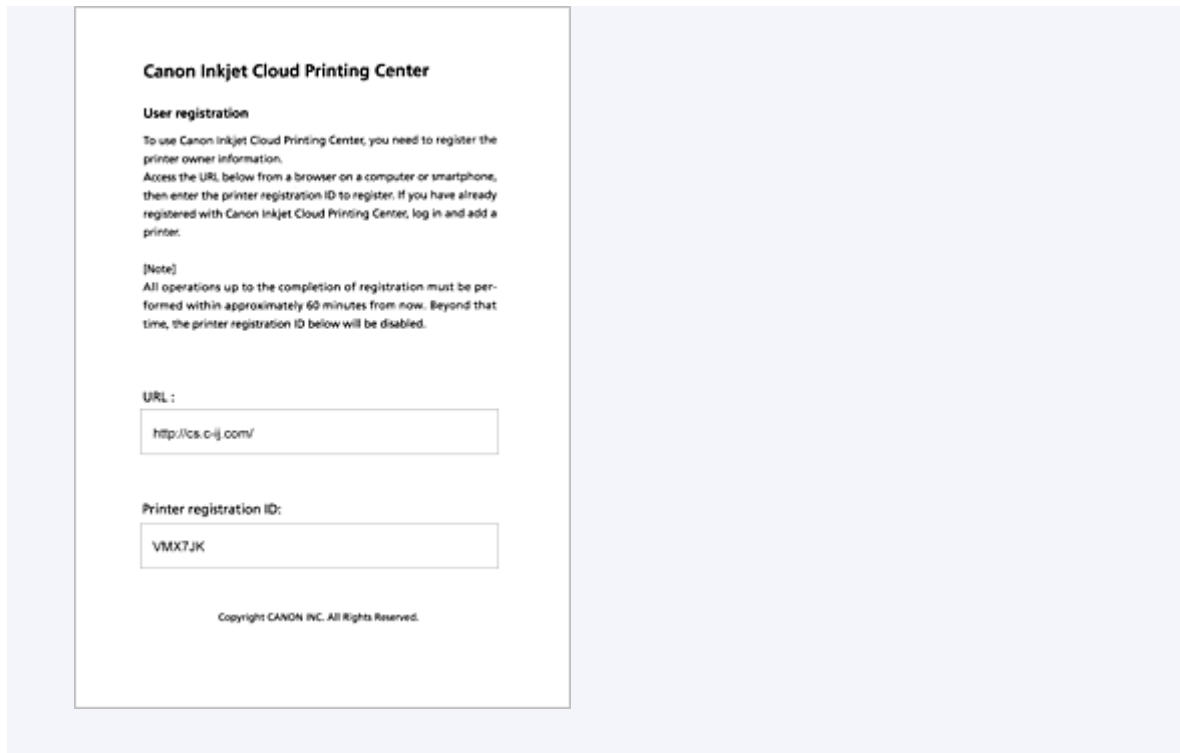 Canon Inkjet Cloud Printing Center
User registration
To use Canon Inkjet Cloud Printing Center, you need to register the
printer owner information.
Access the URL below from a browser on a computer or smartphone,
then enter the printer registration ID to register. If you have already
registered with Canon Inkjet Cloud Printing Center, log in and add a
printer.
[Note]
All operations up to the completion of registration must be per-
formed within approximately 60 minutes from now. Beyond that
time, the printer registration ID below will be disabled.
URL :
http://cs.c-ij.com/
Printer registration ID:
VMX7JK
Copyright CANON INC. All Rights Reserved.